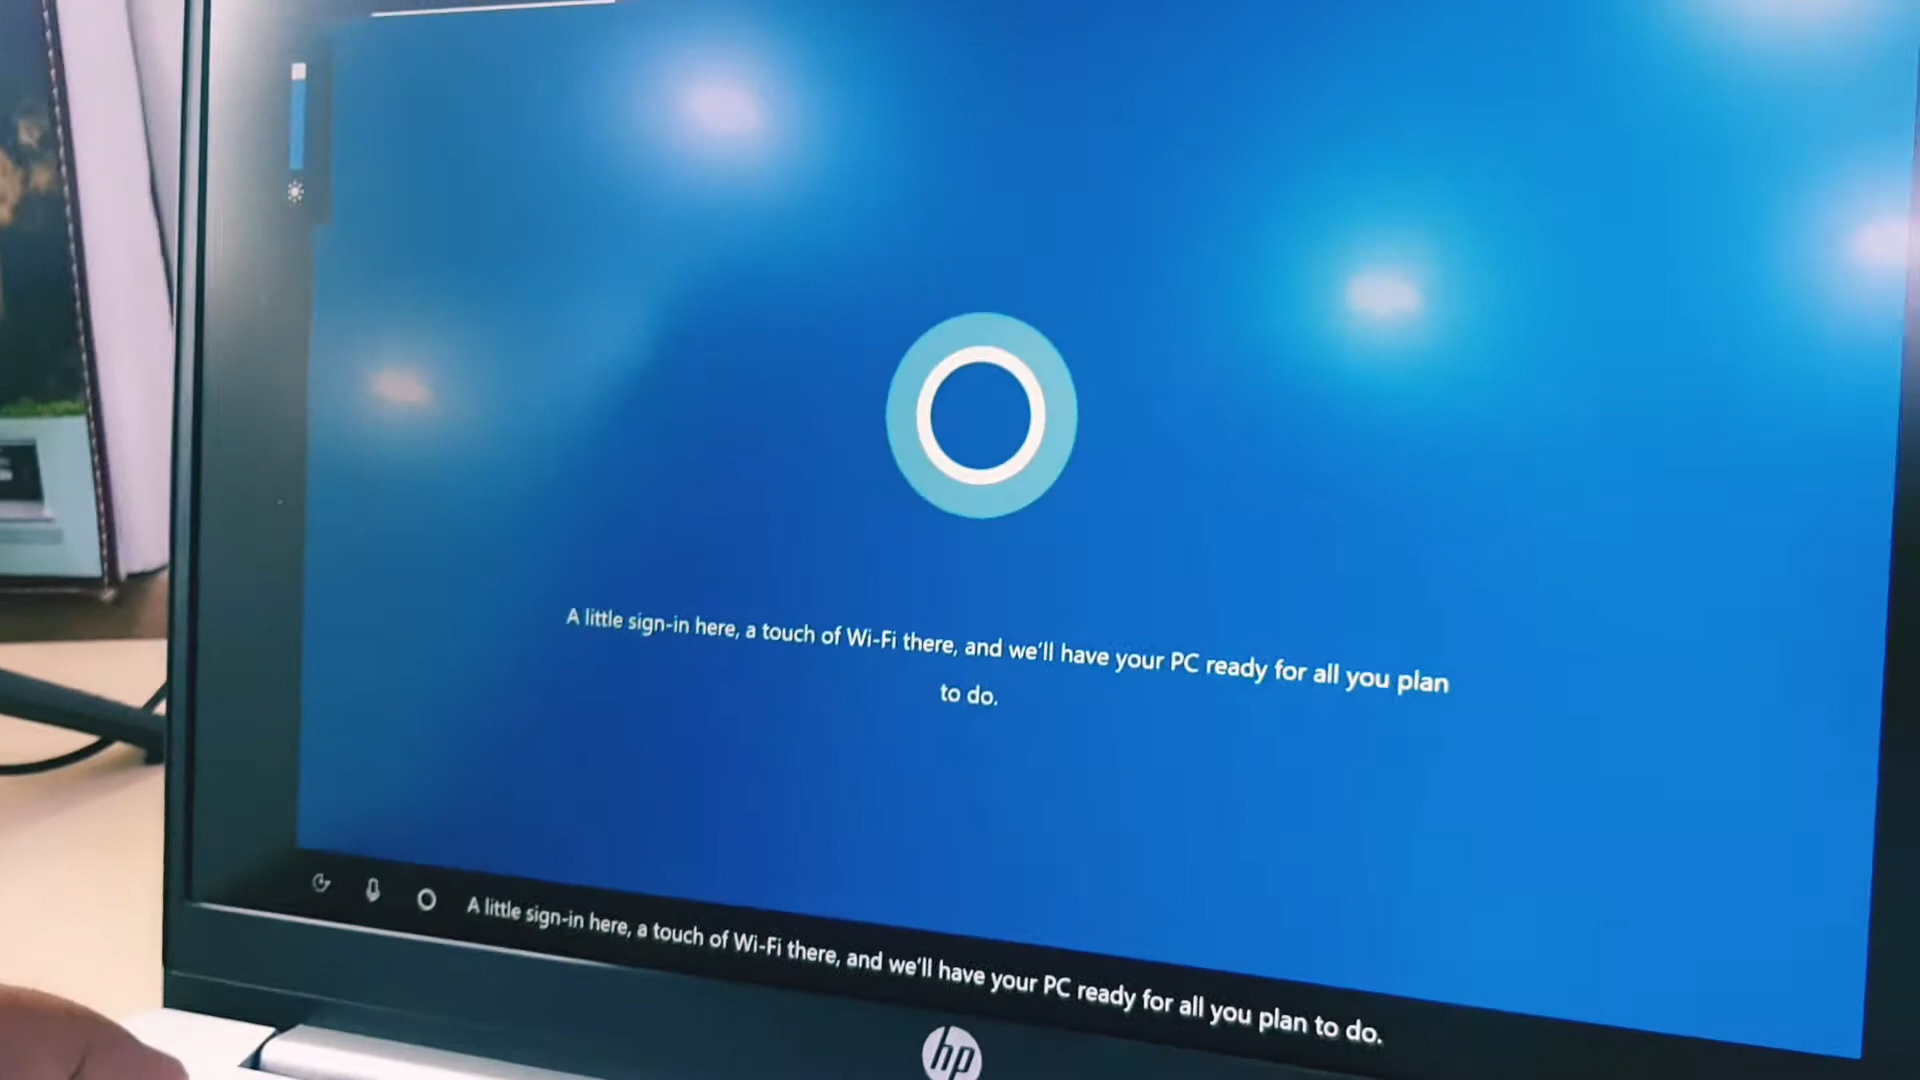 A little sign-in here, a touch of Wi-Fi there, and we'll have your PC ready for all you plan
to do.
A little sign-in here, a touch of Wi-Fi there, and we'll have your PC ready for all you plan to do.
hp